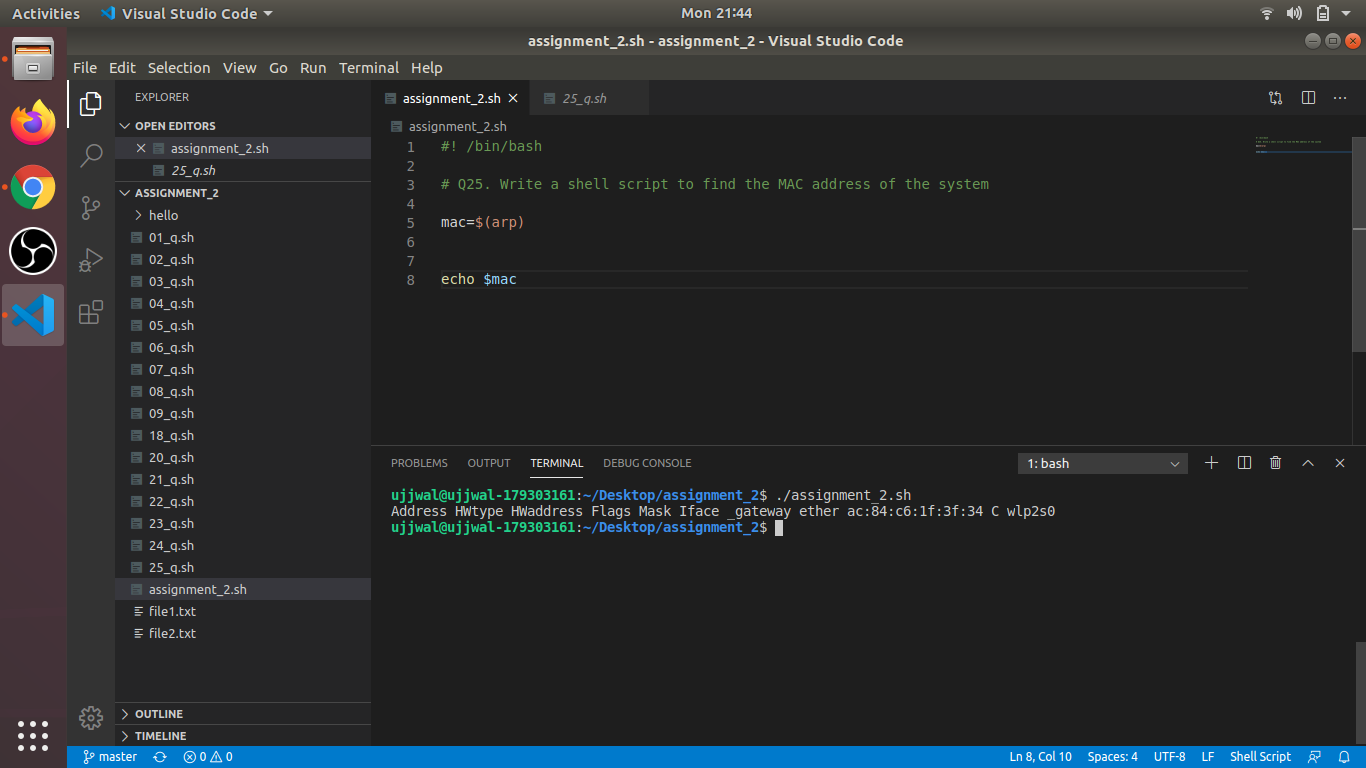 Activities Visual Studio Code Mon 21:44
assignment_2.sh - assignment_2 - Visual Studio Code
File Edit Selection View Go Run Terminal Help
EXPLORER
OPEN EDITORS
assignment_2.sh
25_q.sh
ASSIGNMENT_2
hello
01_q.sh
02_q.sh
03_q.sh
04_q.sh
05_q.sh
06_q.sh
07_q.sh
08_q.sh
09_q.sh
18_q.sh
20_q.sh
21_q.sh
22_q.sh
23_q.sh
24_q.sh
25_q.sh
assignment_2.sh
file1.txt
file2.txt
OUTLINE
TIMELINE
assignment_2.sh 25_q.sh
assignment_2.sh
1 #! /bin/bash
2
3 # Q25. Write a shell script to find the MAC address of the system
4
5 mac=$(arp)
6
7
8 echo $mac
PROBLEMS OUTPUT TERMINAL DEBUG CONSOLE 1: bash
ujjwal@ujjwal-179303161:~/Desktop/assignment_2$ ./assignment_2.sh
Address HWtype HWaddress Flags Mask Iface _gateway ether ac:84:c6:1f:3f:34 C wlp2s0
ujjwal@ujjwal-179303161:~/Desktop/assignment_2$
master 0 0 Ln 8, Col 10 Spaces: 4 UTF-8 LF Shell Script